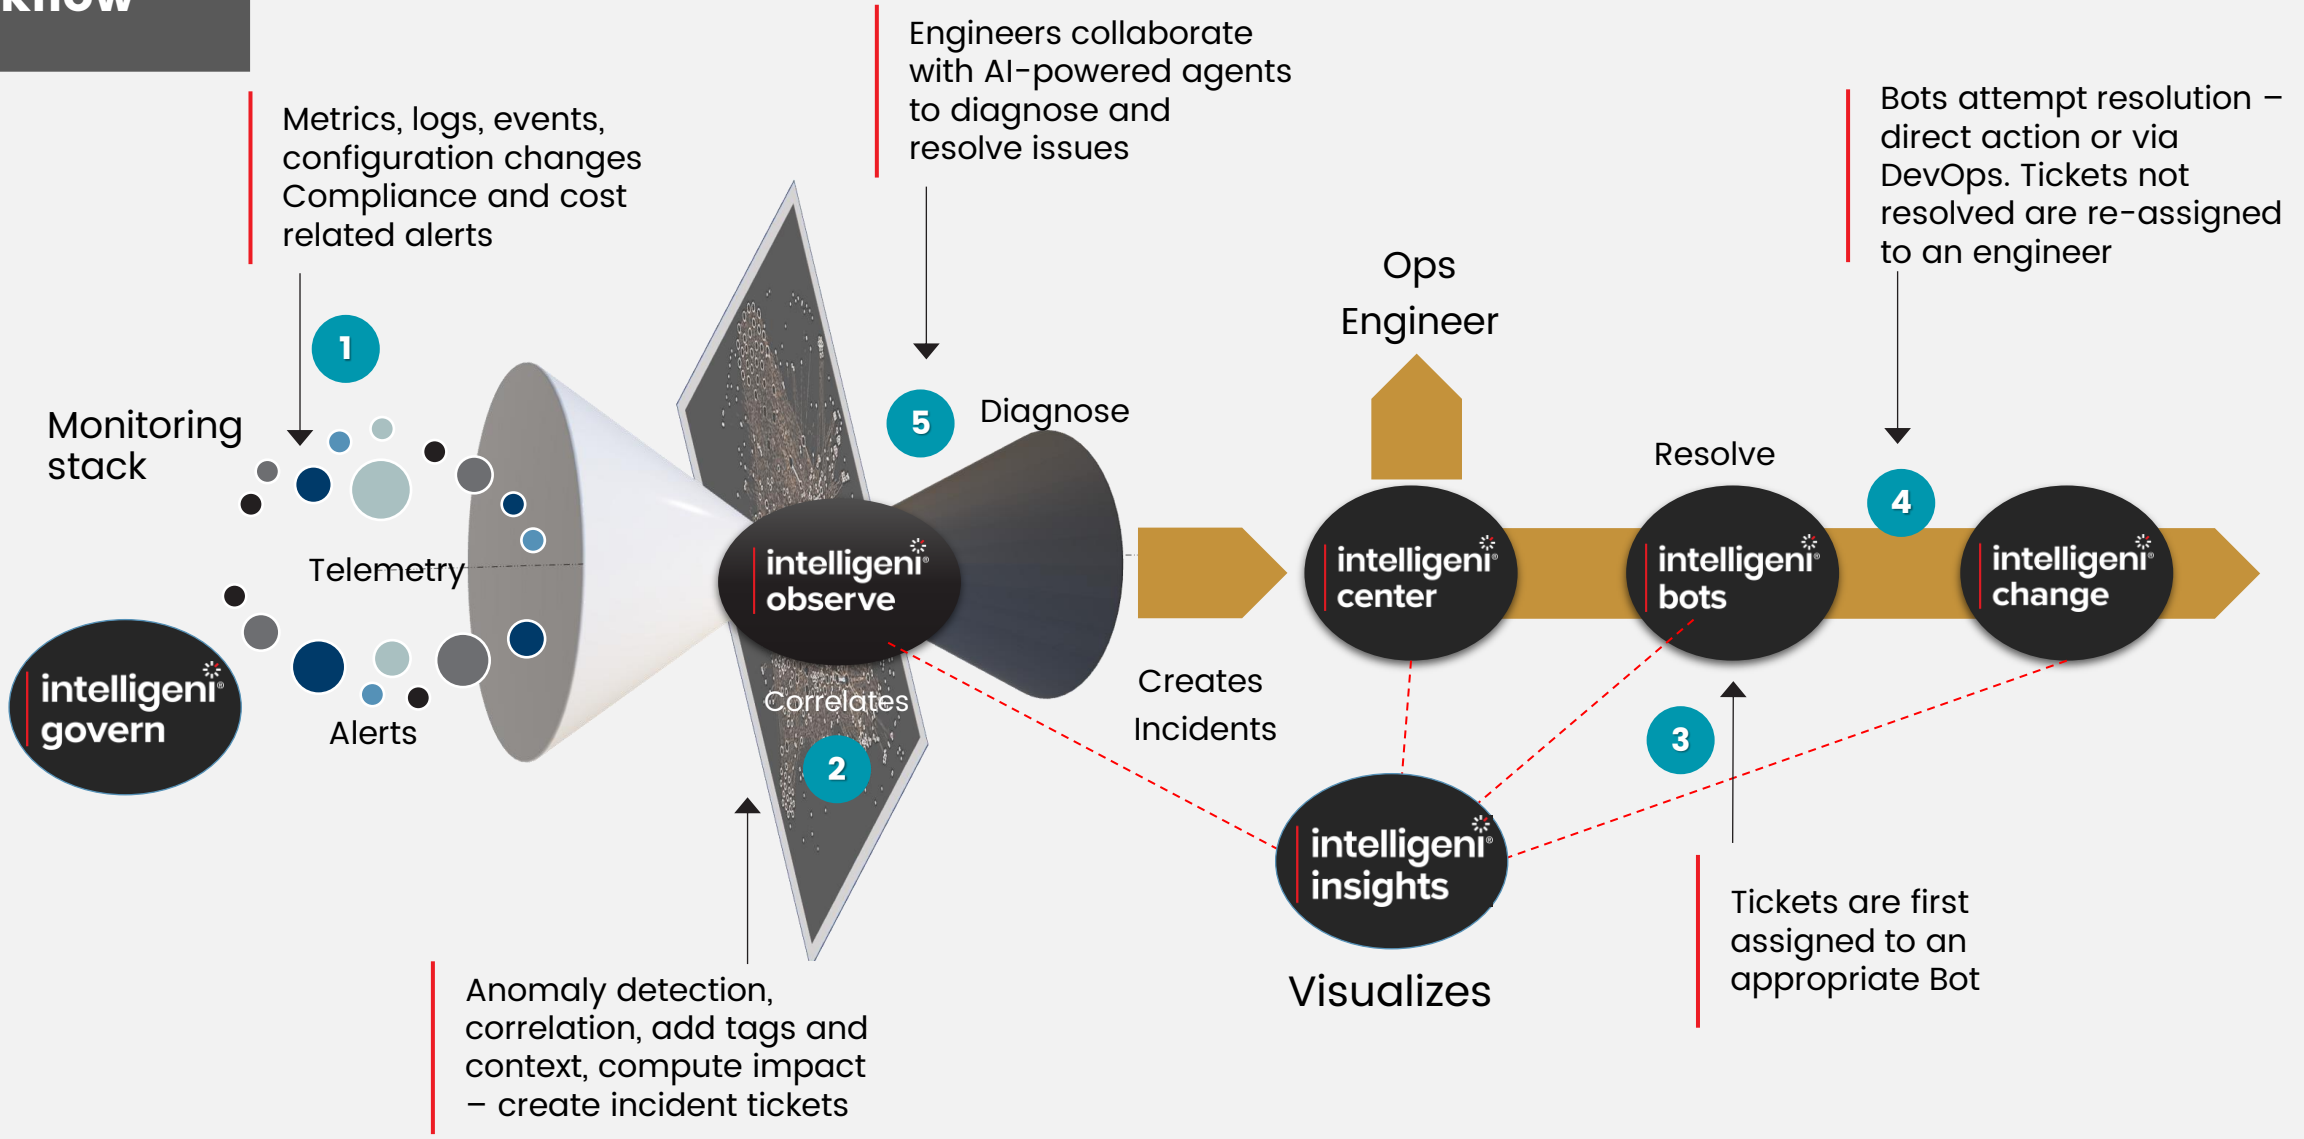 know
Metrics, logs, events,
configuration changes
Compliance and cost
related alerts
1
Monitoring
stack
Telemetry
Alerts
intelligeni®
govern
Engineers collaborate
with AI-powered agents
to diagnose and
resolve issues
5
Diagnose
intelligeni®
observe
Correlates
2
Anomaly detection,
correlation, add tags and
context, compute impact
– create incident tickets
Creates
Incidents
Ops
Engineer
intelligeni®
center
Resolve
intelligeni®
bots
Bots attempt resolution –
direct action or via
DevOps. Tickets not
resolved are re-assigned
to an engineer
4
intelligeni®
change
3
Tickets are first
assigned to an
appropriate Bot
intelligeni®
insights
Visualizes